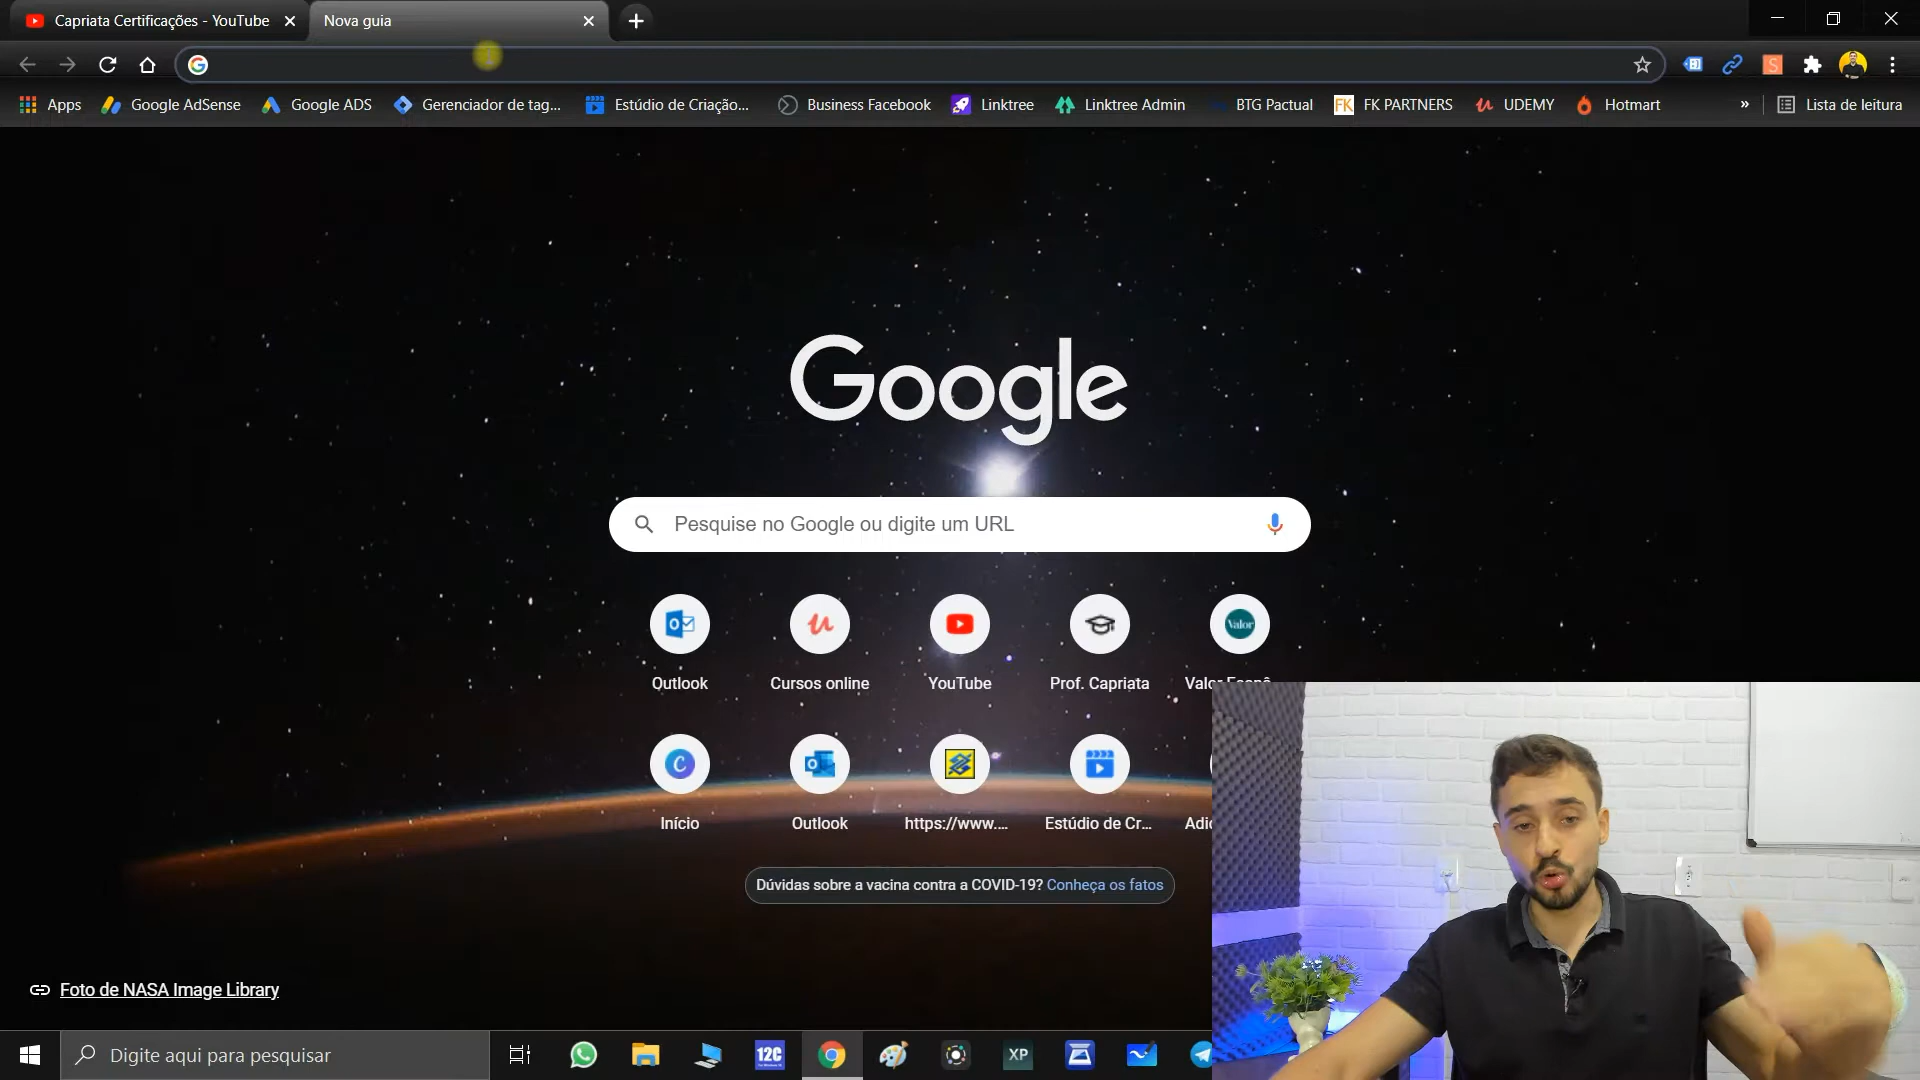 Capriata Certificações - YouTube
Nova guia
Apps
Google AdSense
Google ADS
Gerenciador de tag...
Estúdio de Criação...
Business Facebook
Linktree
Linktree Admin
BTG Pactual
FK PARTNERS
UDEMY
Hotmart
»
Lista de leitura
Google
Pesquise no Google ou digite um URL
Outlook
Cursos online
YouTube
Prof. Capriata
Valor
Início
Outlook
https://www....
Estúdio de Cr...
Dúvidas sobre a vacina contra a COVID-19? Conheça os fatos
Foto de NASA Image Library
Digite aqui para pesquisar
12C
XP